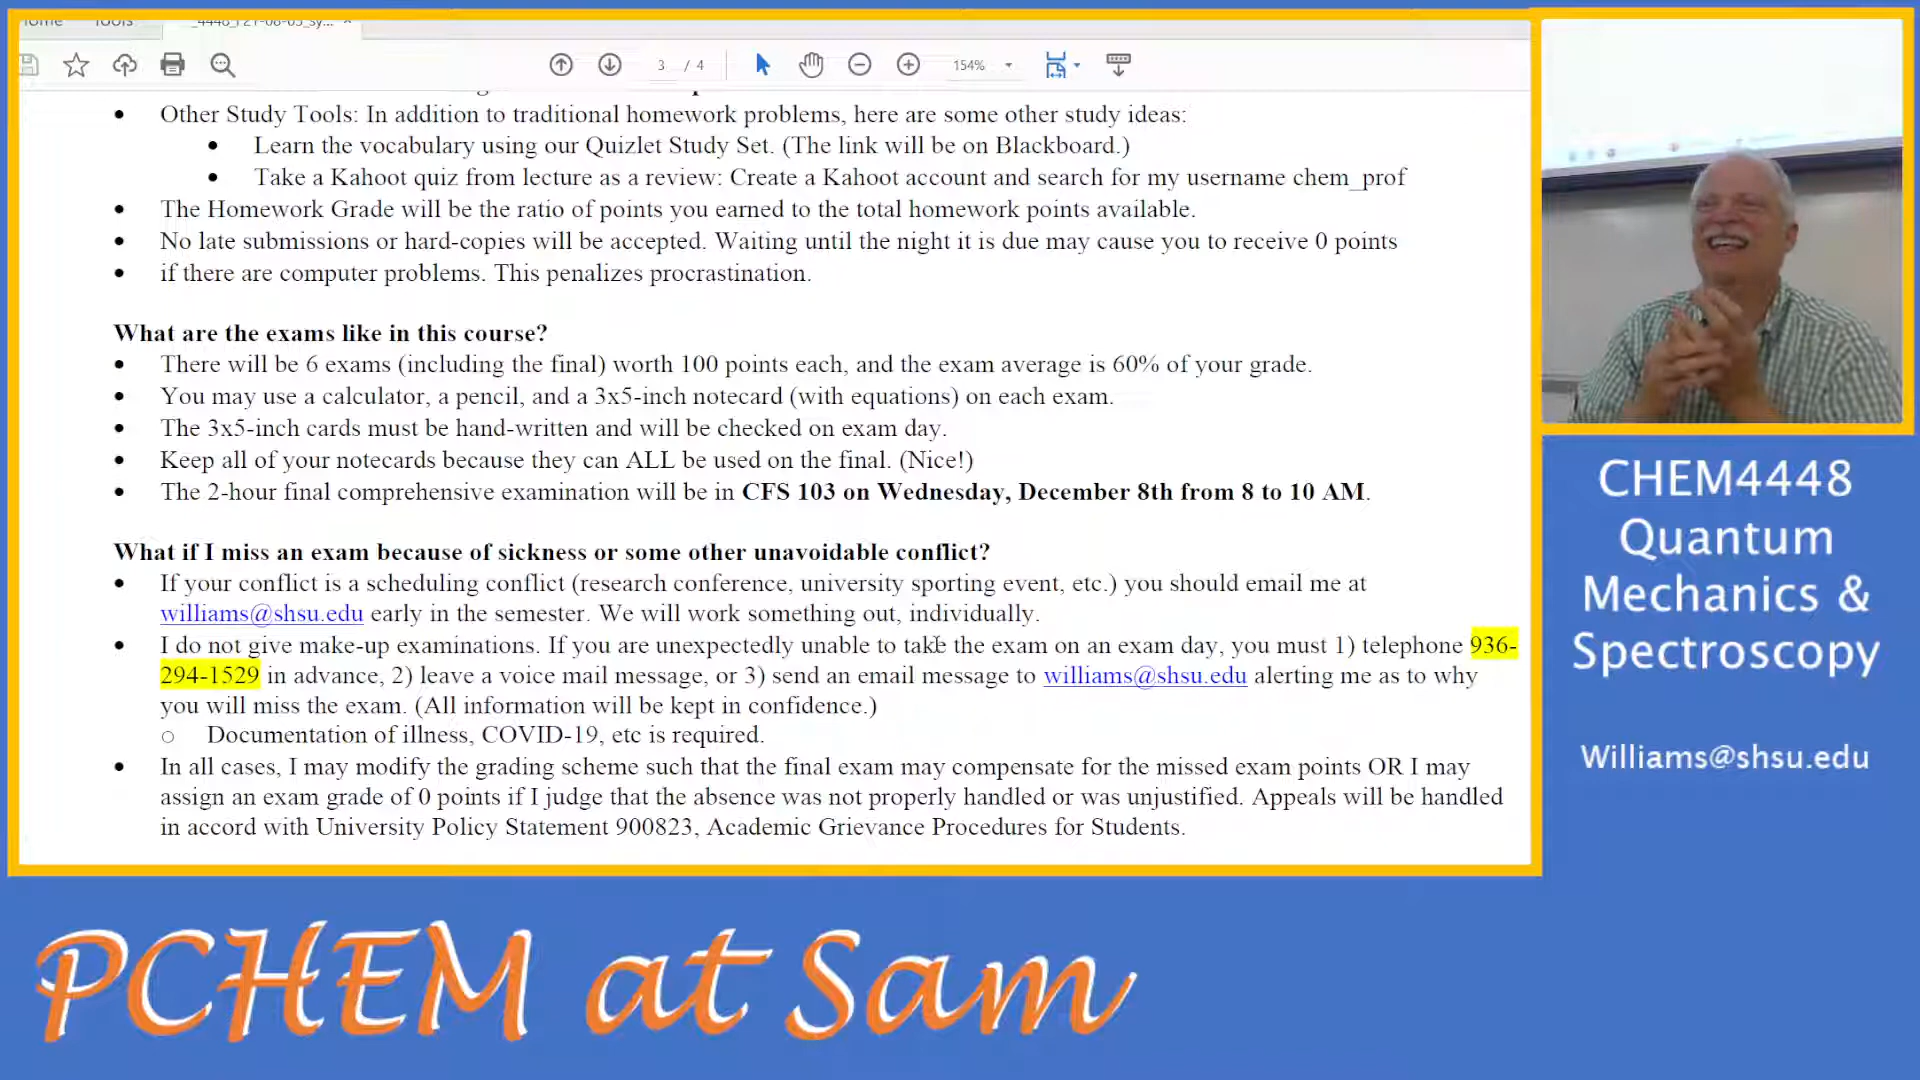 Tools
3 / 4
154%
Other Study Tools: In addition to traditional homework problems, here are some other study ideas:
Learn the vocabulary using our Quizlet Study Set. (The link will be on Blackboard.)
Take a Kahoot quiz from lecture as a review: Create a Kahoot account and search for my username chem_prof
The Homework Grade will be the ratio of points you earned to the total homework points available.
No late submissions or hard-copies will be accepted. Waiting until the night it is due may cause you to receive 0 points
if there are computer problems. This penalizes procrastination.
What are the exams like in this course?
There will be 6 exams (including the final) worth 100 points each, and the exam average is 60% of your grade.
You may use a calculator, a pencil, and a 3x5-inch notecard (with equations) on each exam.
The 3x5-inch cards must be hand-written and will be checked on exam day.
Keep all of your notecards because they can ALL be used on the final. (Nice!)
The 2-hour final comprehensive examination will be in CFS 103 on Wednesday, December 8th from 8 to 10 AM.
What if I miss an exam because of sickness or some other unavoidable conflict?
If your conflict is a scheduling conflict (research conference, university sporting event, etc.) you should email me at
williams@shsu.edu early in the semester. We will work something out, individually.
I do not give make-up examinations. If you are unexpectedly unable to take the exam on an exam day, you must 1) telephone 936-
294-1529 in advance, 2) leave a voice mail message, or 3) send an email message to williams@shsu.edu alerting me as to why
you will miss the exam. (All information will be kept in confidence.)
Documentation of illness, COVID-19, etc is required.
In all cases, I may modify the grading scheme such that the final exam may compensate for the missed exam points OR I may
assign an exam grade of 0 points if I judge that the absence was not properly handled or was unjustified. Appeals will be handled
in accord with University Policy Statement 900823, Academic Grievance Procedures for Students.
CHEM4448
Quantum
Mechanics &
Spectroscopy
Williams@shsu.edu
PCHEM at Sam